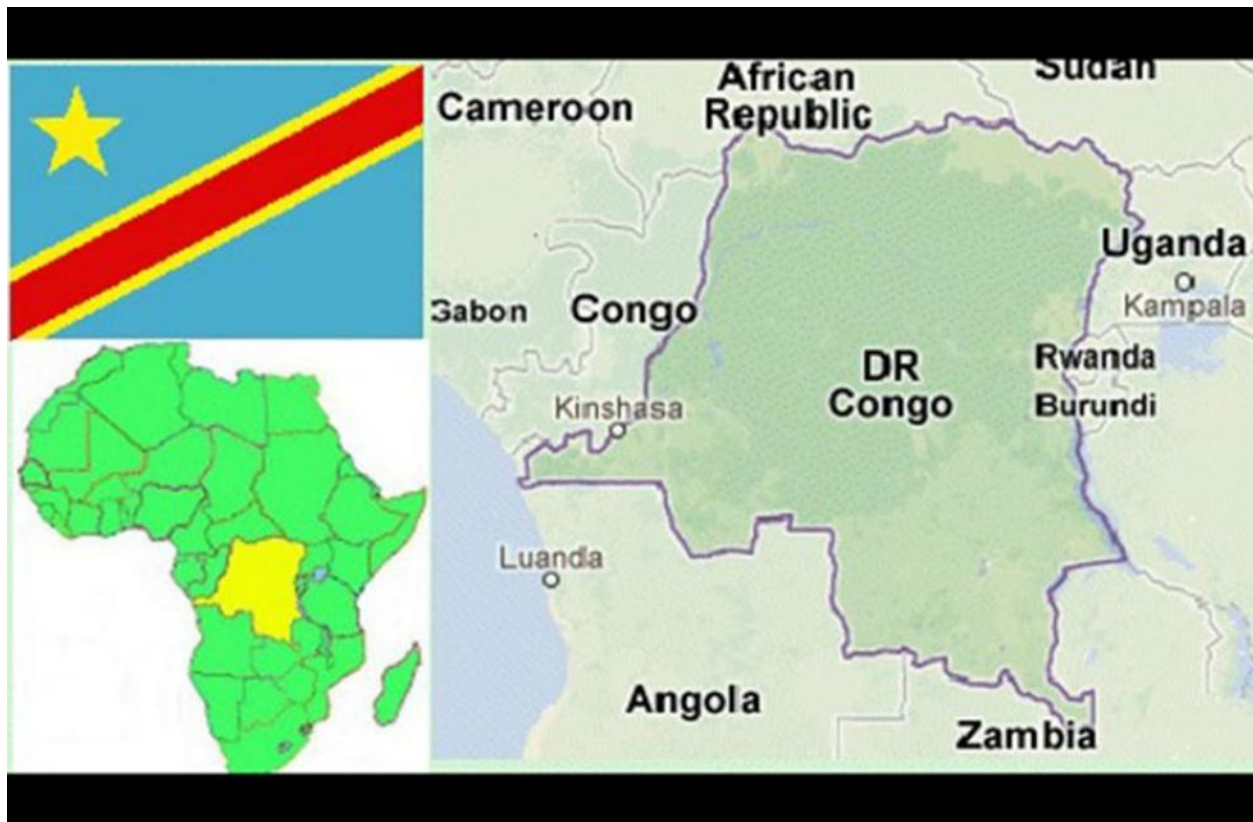 African
Republic
Sudan
Cameroon
Uganda
Kampala
Gabon
Congo
DR
Congo
Rwanda
Burundi
Kinshasa
Luanda
Angola
Zambia